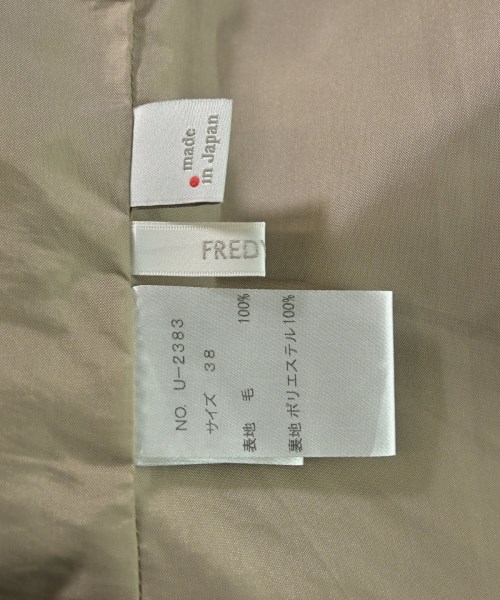 made
in Japan
FREDY
NO. U-2383
サイズ 38
表地 毛 100%
裏地 ポリエステル 100%